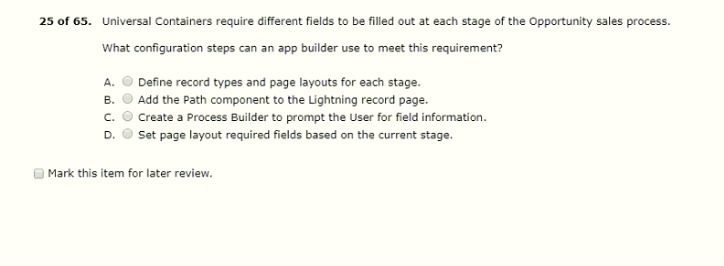 25 of 65. Universal Containers require different fields to be filled out at each stage of the Opportunity sales process.
What configuration steps can an app builder use to meet this requirement?
A. Define record types and page layouts for each stage.
B. Add the Path component to the Lightning record page.
C. Create a Process Builder to prompt the User for field information.
D. Set page layout required fields based on the current stage.
Mark this item for later review.